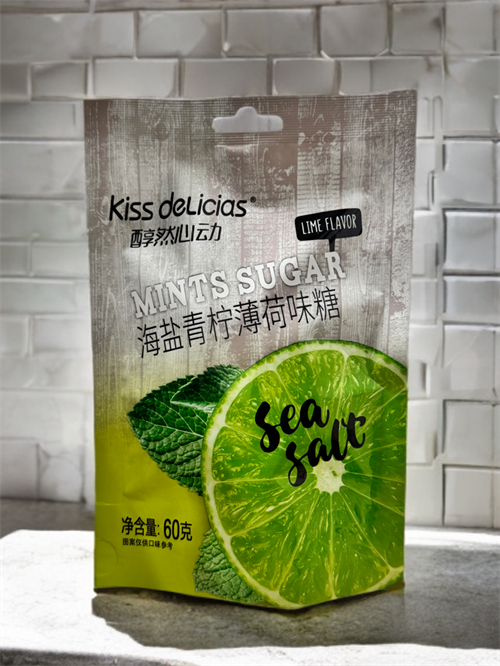 Kiss deLicias®
醇然心动
LIME FLAVOR
MINTS SUGAR
海盐青柠薄荷味糖
sea
salt
净含量: 60克
图案仅供口味参考